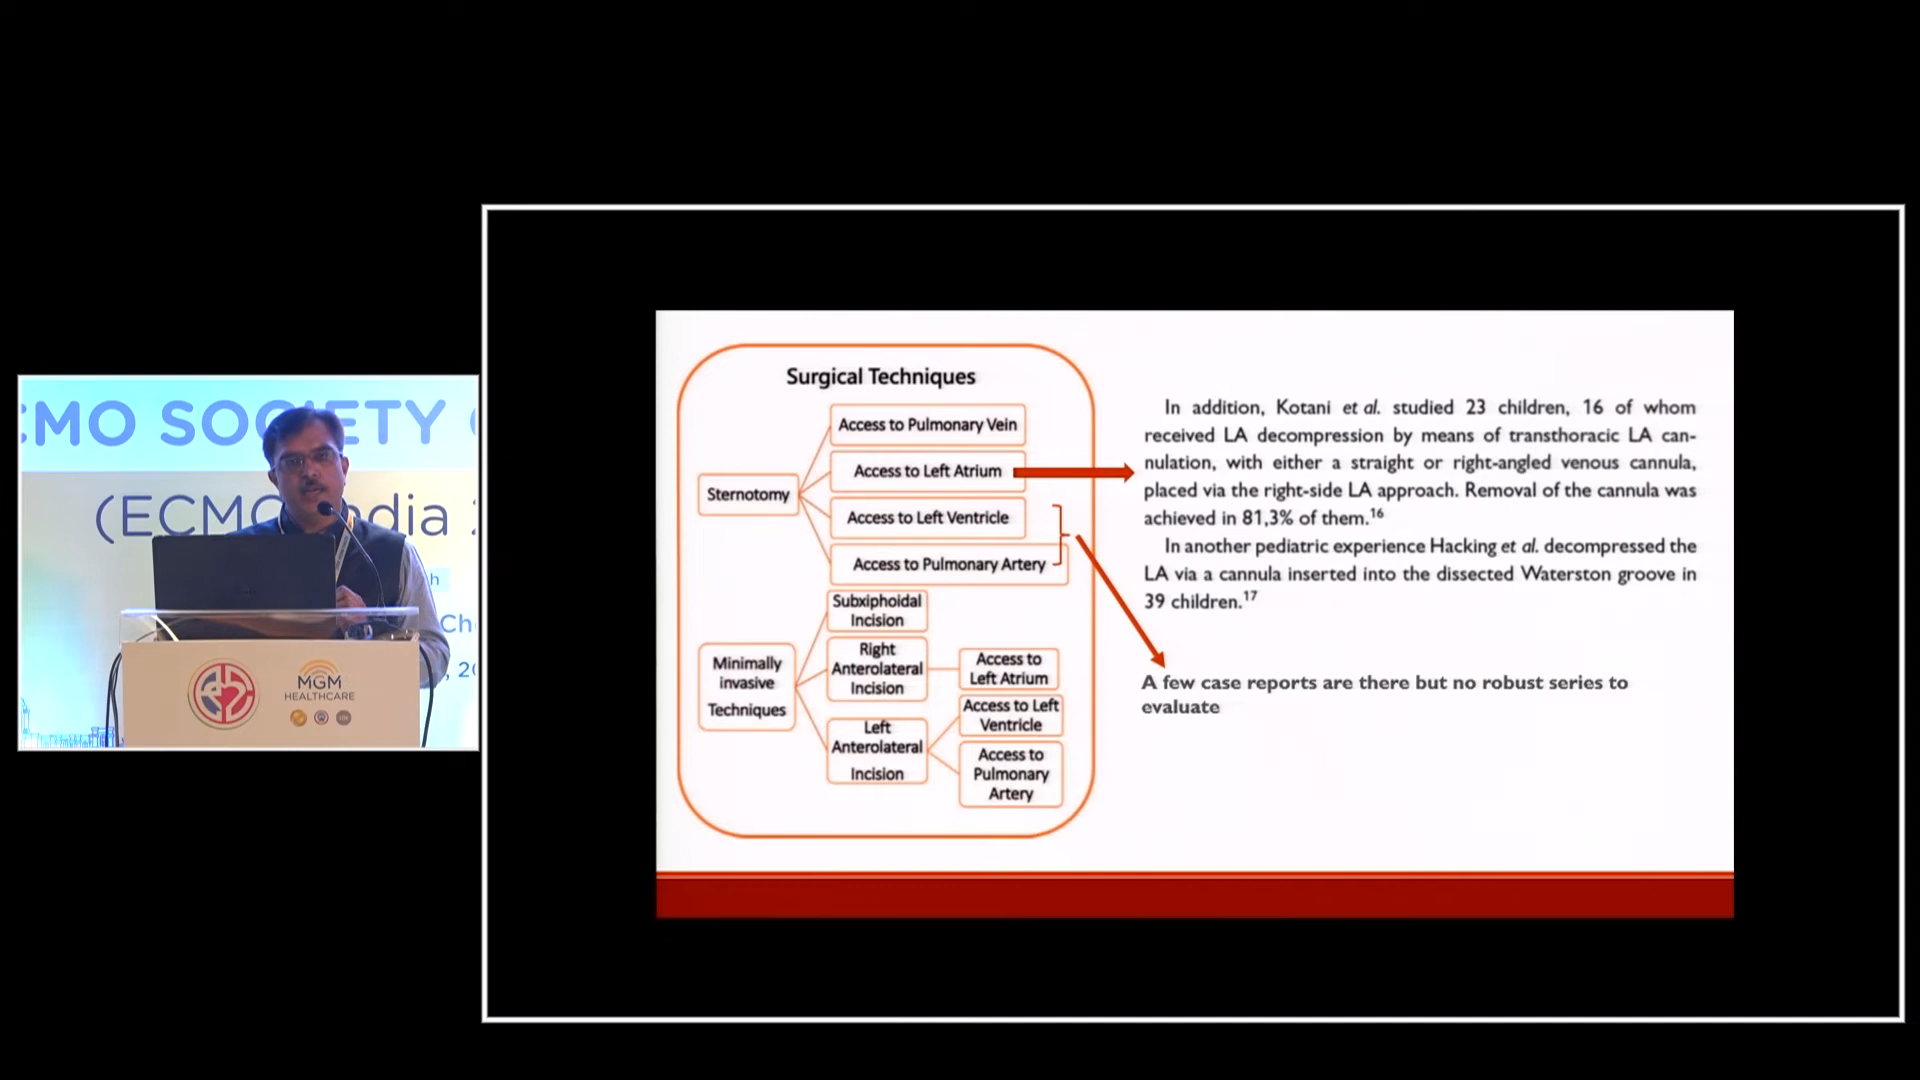 CMO SOCIETY
(ECMO India 2
h
Ch
, 20
MGM
HEALTHCARE
Surgical Techniques
Sternotomy
Access to Pulmonary Vein
Access to Left Atrium
Access to Left Ventricle
Access to Pulmonary Artery
Minimally
invasive
Techniques
Subxiphoidal
Incision
Right
Anterolateral
Incision
Access to
Left Atrium
Left
Anterolateral
Incision
Access to Left
Ventricle
Access to
Pulmonary
Artery
In addition, Kotani et al. studied 23 children, 16 of whom
received LA decompression by means of transthoracic LA can-
nulation, with either a straight or right-angled venous cannula,
placed via the right-side LA approach. Removal of the cannula was
achieved in 81,3% of them.16
In another pediatric experience Hacking et al. decompressed the
LA via a cannula inserted into the dissected Waterston groove in
39 children.17
A few case reports are there but no robust series to
evaluate